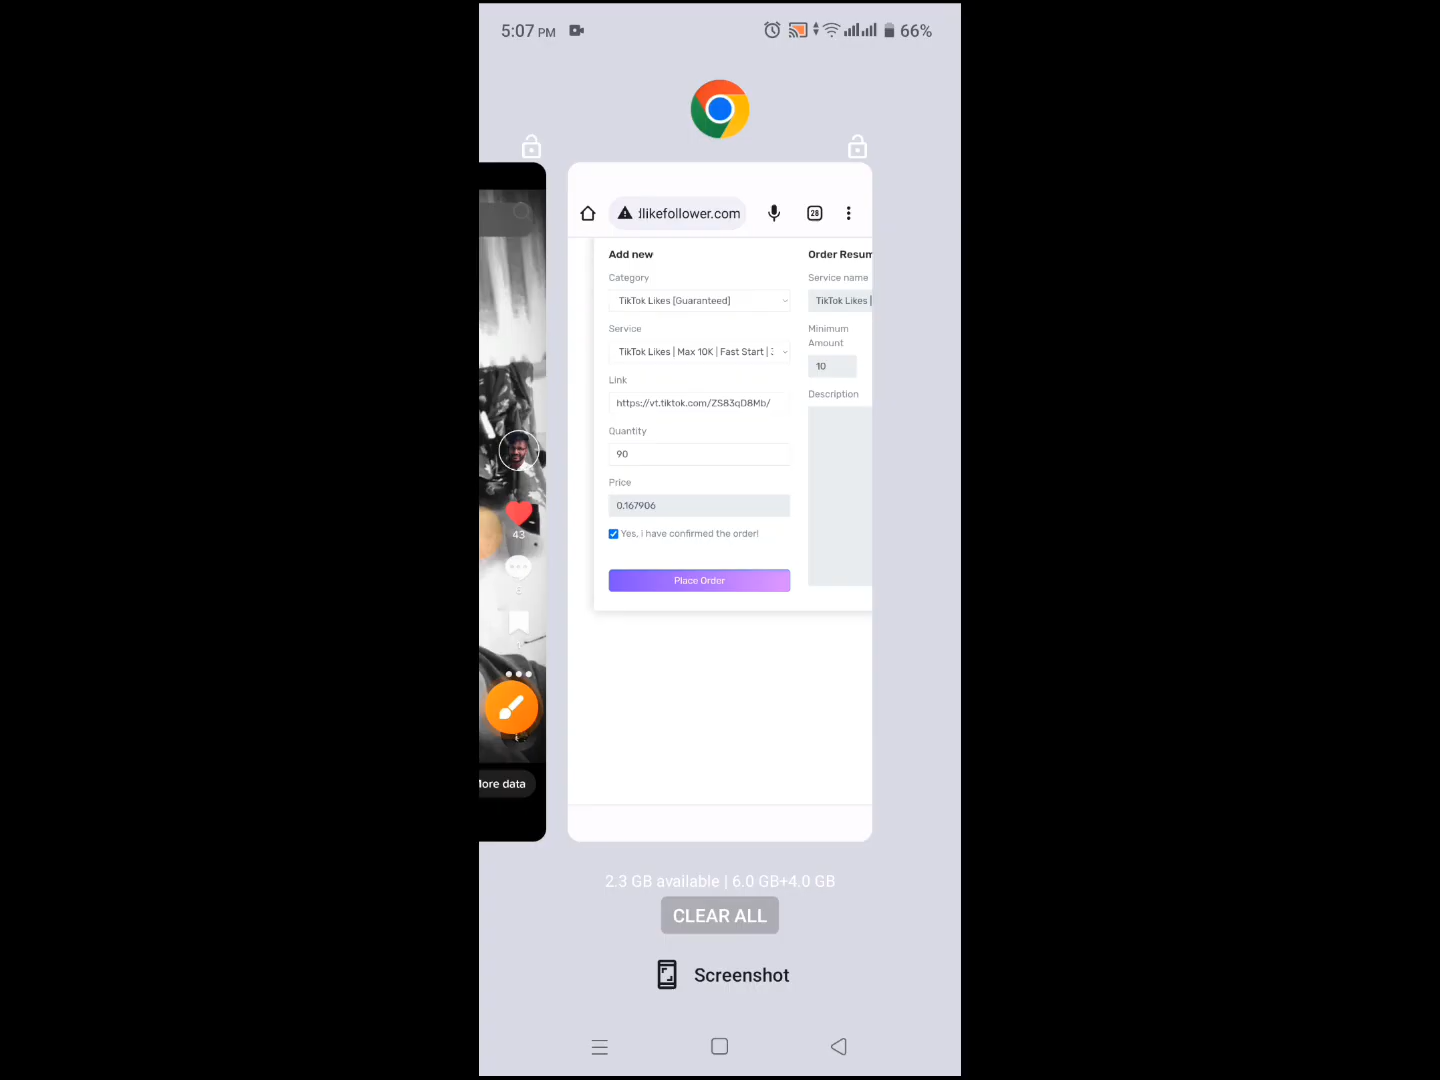 5:07 PM
66%
dlikefollower.com
28
Add new
Order Resum
Category
Service name
TikTok Likes [Guaranteed]
TikTok Likes |
Service
Minimum
Amount
TikTok Likes | Max 10K | Fast Start | 3
10
Link
Description
https://vt.tiktok.com/ZS83qD8Mb/
Quantity
90
Price
0.167906
Yes, i have confirmed the order!
Place Order
43
More data
2.3 GB available | 6.0 GB+4.0 GB
CLEAR ALL
Screenshot